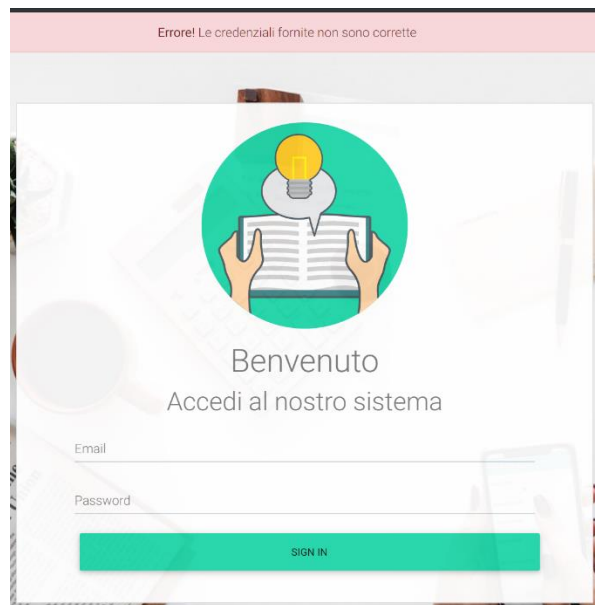 Errore! Le credenziali fornite non sono corrette
Benvenuto
Accedi al nostro sistema
Email
Password
SIGN IN